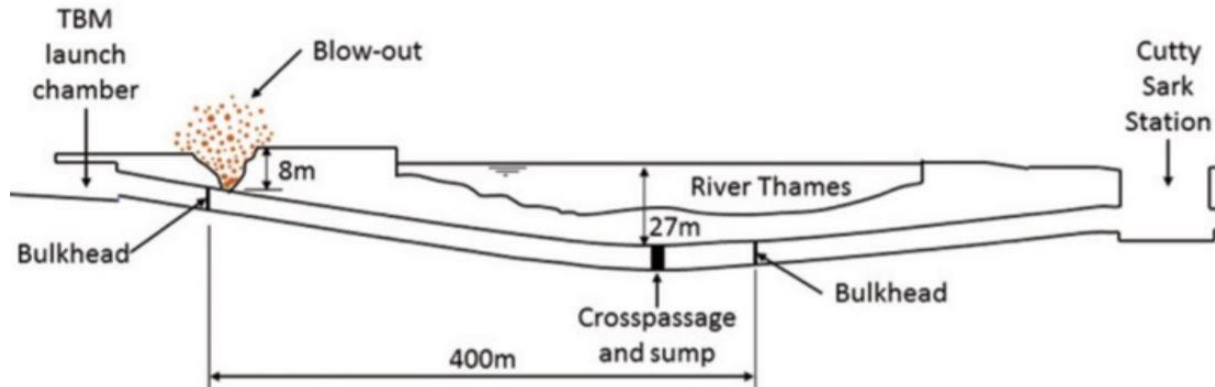 TBM
launch
chamber
Blow-out
Cutty
Sark
Station
8m
River Thames
27m
Bulkhead
Bulkhead
Crosspassage
and sump
400m